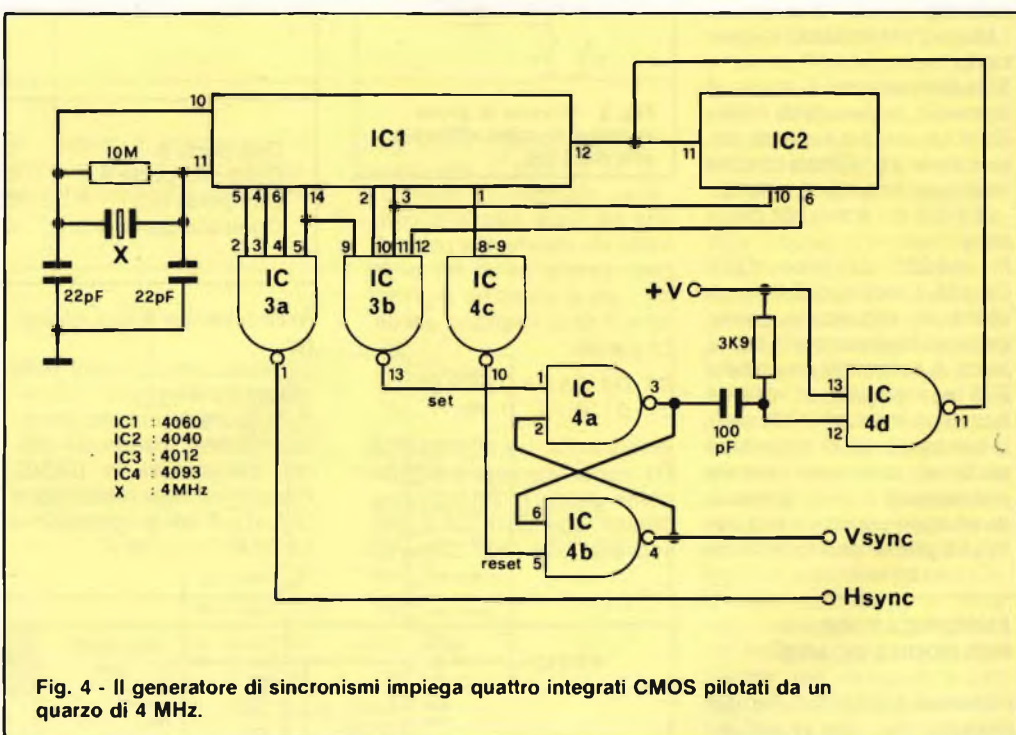 10
IC1
12
11
IC2
10M
11
5 4 6 14
2 3
1
10 6
2 3 4 5
9 10 11 12
8-9
X
IC
3a
IC
3b
IC
4c
22pF
22pF
+V
3K9
1
13
10
set
1
2
IC
4a
3
100
pF
13
12
IC
4d
11
IC1 : 4060
IC2 : 4040
IC3 : 4012
IC4 : 4093
X : 4MHz
6
5
IC
4b
4
reset
Vsync
Hsync
Fig. 4 - Il generatore di sincronismi impiega quattro integrati CMOS pilotati da un
quarzo di 4 MHz.